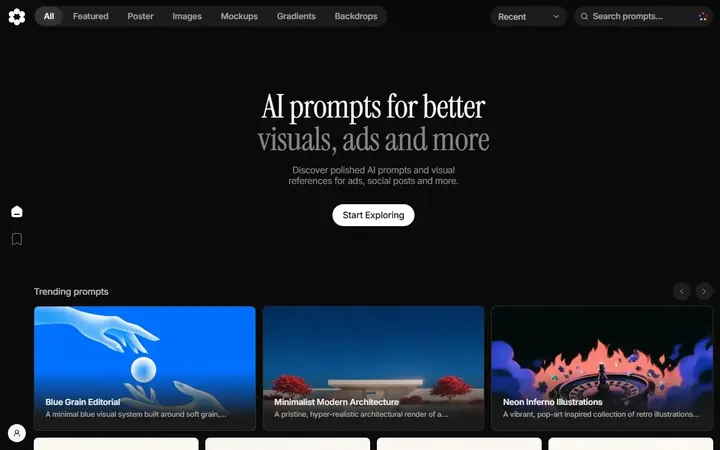 All
Featured
Poster
Images
Mockups
Gradients
Backdrops
Recent
Search prompts...
AI prompts for better
visuals, ads and more
Discover polished AI prompts and visual
references for ads, social posts and more.
Start Exploring
Trending prompts
Blue Grain Editorial
A minimal blue visual system built around soft grain,...
Minimalist Modern Architecture
A pristine, hyper-realistic architectural render of a...
Neon Inferno Illustrations
A vibrant, pop-art inspired collection of retro illustrations...